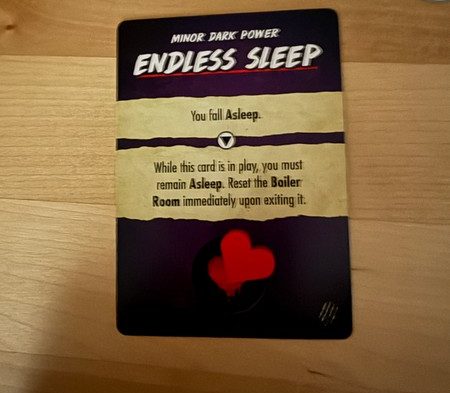 MINOR DARK POWER
ENDLESS SLEEP
You fall Asleep.
While this card is in play, you must
remain Asleep. Reset the Boiler
Room immediately upon exiting it.